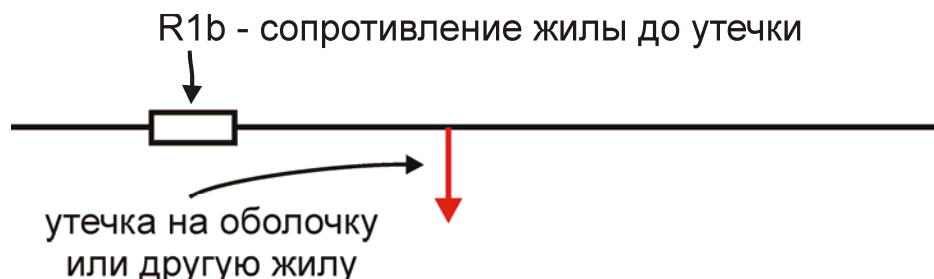 R1b - сопротивление жилы до утечки
утечка на оболочку
или другую жилу